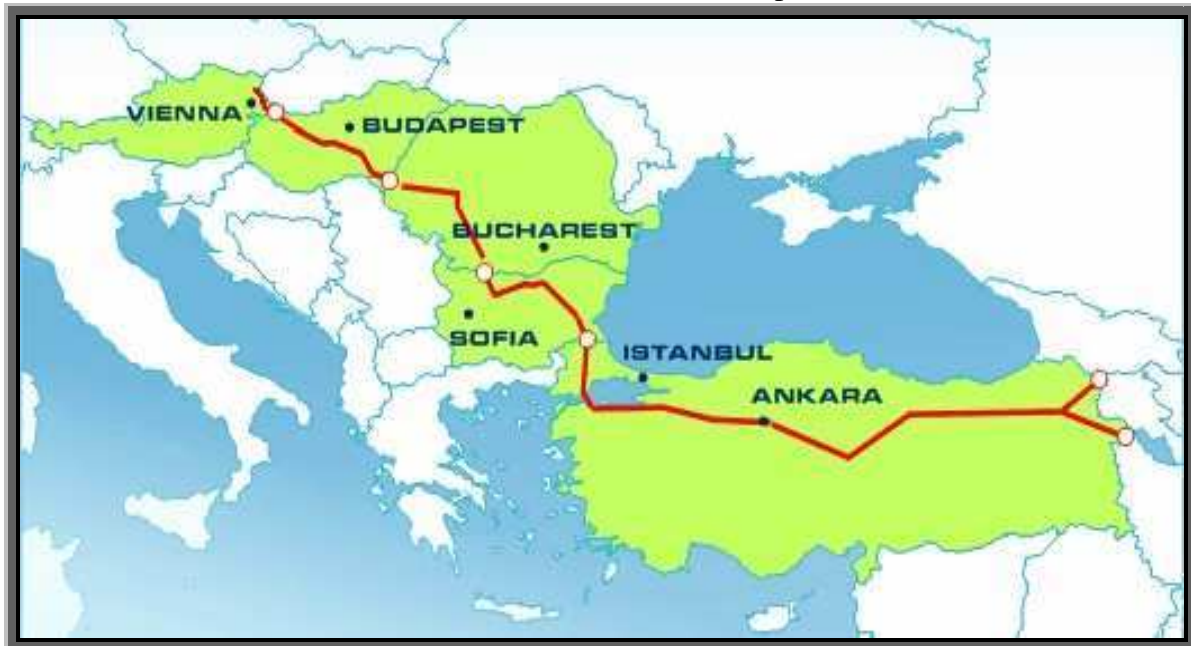 VIENNA
BUDAPEST
BUCHAREST
SOFIA
ISTANBUL
ANKARA